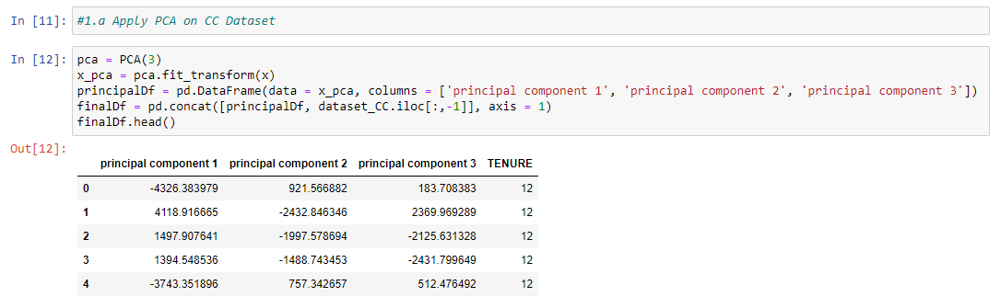 In [11]: #1.a Apply PCA on CC Dataset
In [12]: pca = PCA(3)
x_pca = pca.fit_transform(x)
principalDf = pd.DataFrame(data = x_pca, columns = ['principal component 1', 'principal component 2', 'principal component 3'])
finalDf = pd.concat([principalDf, dataset_CC.iloc[:,-1]], axis = 1)
finalDf.head()
Out[12]:
principal component 1 principal component 2 principal component 3 TENURE
0 -4326.383979 921.566882 183.708383 12
1 4118.916665 -2432.846346 2369.969289 12
2 1497.907641 -1997.578694 -2125.631328 12
3 1394.548536 -1488.743453 -2431.799649 12
4 -3743.351896 757.342657 512.476492 12